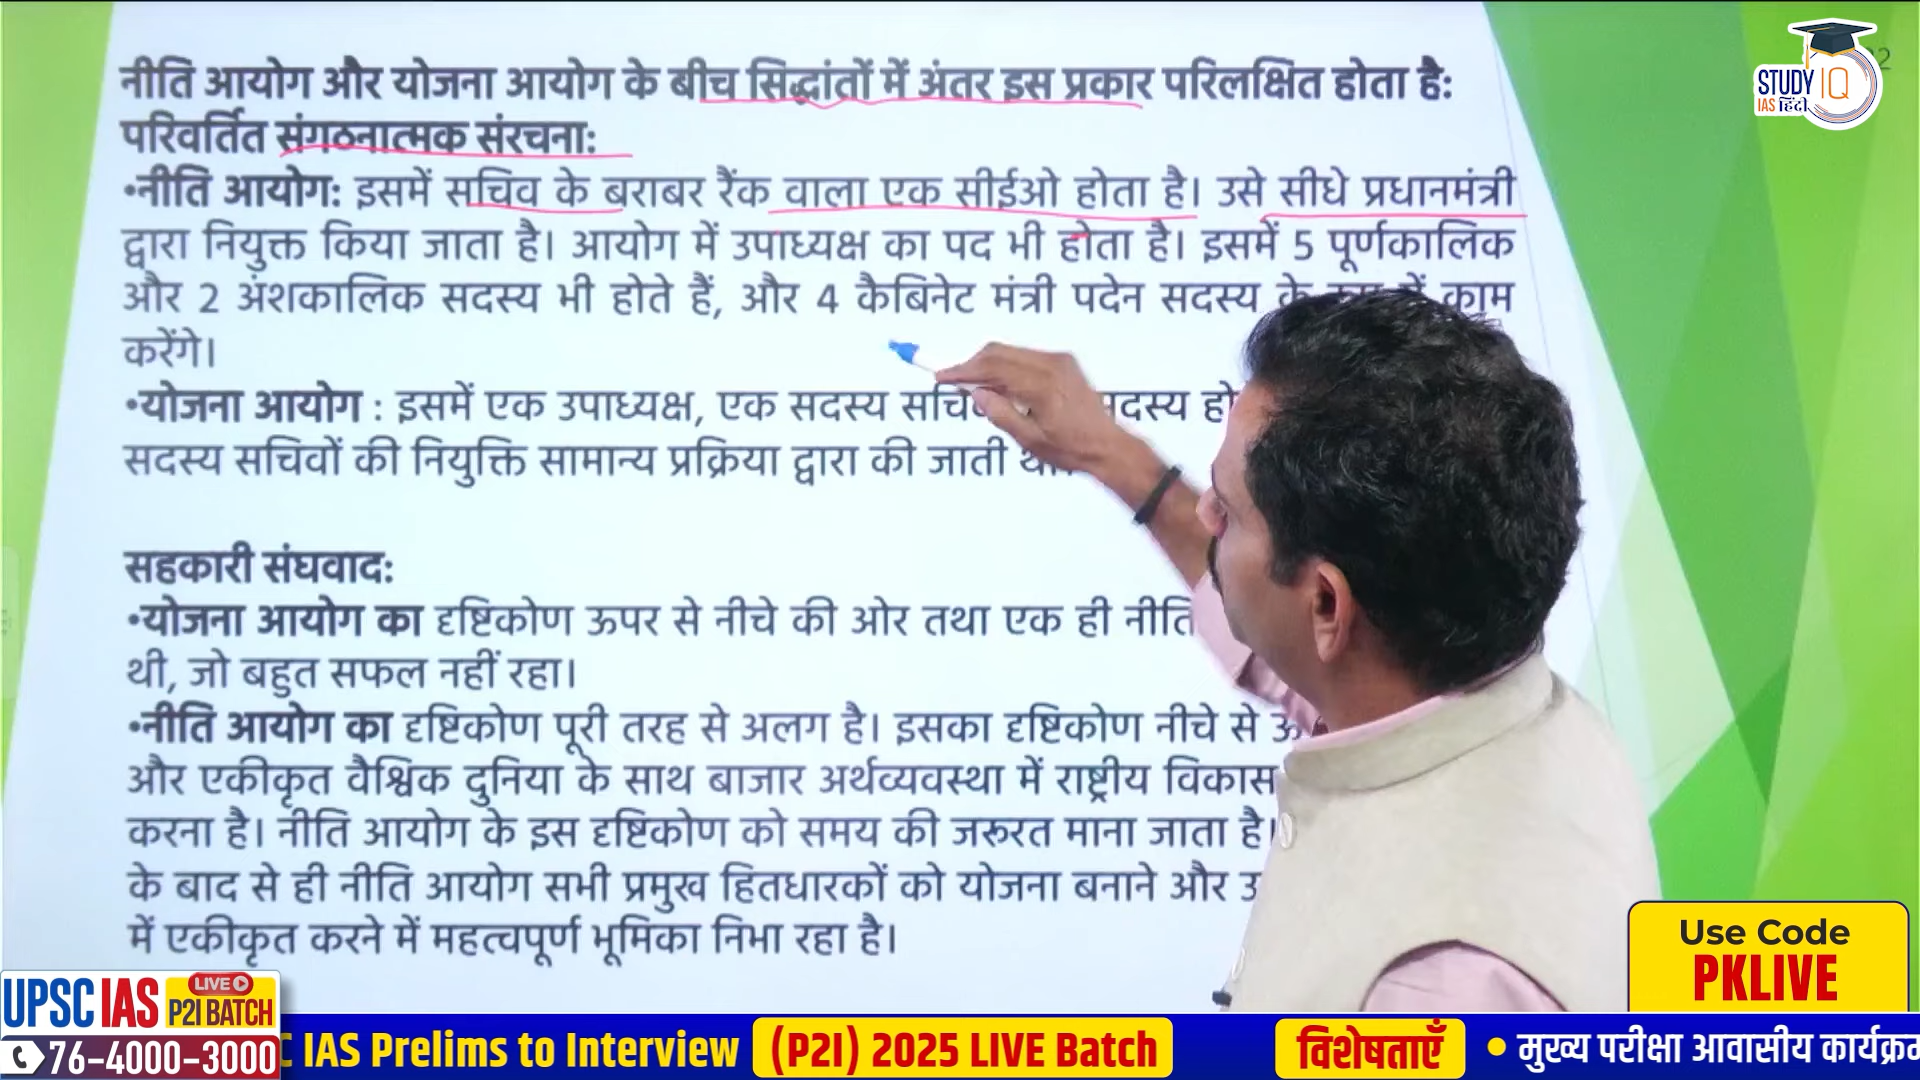 नीति आयोग और योजना आयोग के बीच सिद्धांतों में अंतर इस प्रकार परिलक्षित होता है:
परिवर्तित संगठनात्मक संरचना:
•नीति आयोग: इसमें सचिव के बराबर रैंक वाला एक सीईओ होता है। उसे सीधे प्रधानमंत्री
द्वारा नियुक्त किया जाता है। आयोग में उपाध्यक्ष का पद भी होता है। इसमें 5 पूर्णकालिक
और 2 अंशकालिक सदस्य भी होते हैं, और 4 कैबिनेट मंत्री पदेन सदस्य के रूप में काम
करेंगे।
•योजना आयोग : इसमें एक उपाध्यक्ष, एक सदस्य
सदस्य सचिवों की नियुक्ति सामान्य प्रक्रिया द्वारा की जाती
सहकारी संघवाद:
•योजना आयोग का दृष्टिकोण ऊपर से नीचे की ओर तथा एक ही नीति
थी, जो बहुत सफल नहीं रहा।
•नीति आयोग का दृष्टिकोण पूरी तरह से अलग है। इसका दृष्टिकोण नीचे से
और एकीकृत वैश्विक दुनिया के साथ बाजार अर्थव्यवस्था में राष्ट्रीय विकास
करना है। नीति आयोग के इस दृष्टिकोण को समय की जरूरत माना जाता है।
के बाद से ही नीति आयोग सभी प्रमुख हितधारकों को योजना बनाने और
में एकीकृत करने में महत्वपूर्ण भूमिका निभा रहा है।
STUDY IQ
IAS हिंदी
Use Code
PKLIVE
LIVE
UPSC IAS P2I BATCH
76-4000-3000
C IAS Prelims to Interview (P2I) 2025 LIVE Batch विशेषताएँ • मुख्य परीक्षा आवासीय कार्यक्रम